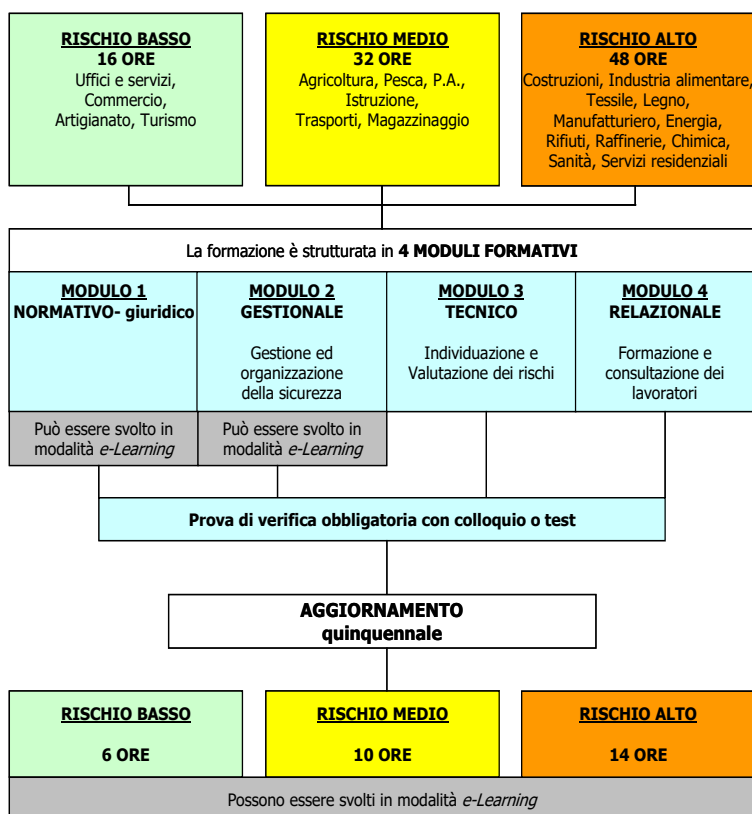 RISCHIO BASSO
16 ORE
Uffici e servizi,
Commercio,
Artigianato, Turismo
RISCHIO MEDIO
32 ORE
Agricoltura, Pesca, P.A.,
Istruzione,
Trasporti, Magazzinaggio
RISCHIO ALTO
48 ORE
Costruzioni, Industria alimentare,
Tessile, Legno,
Manufatturiero, Energia,
Rifiuti, Raffinerie, Chimica,
Sanità, Servizi residenziali
La formazione è strutturata in 4 MODULI FORMATIVI
MODULO 1
NORMATIVO- giuridico
MODULO 2
GESTIONALE
Gestione ed
organizzazione
della sicurezza
MODULO 3
TECNICO
Individuazione e
Valutazione dei rischi
MODULO 4
RELAZIONALE
Formazione e
consultazione dei
lavoratori
Può essere svolto in
modalità e-Learning
Può essere svolto in
modalità e-Learning
Prova di verifica obbligatoria con colloquio o test
AGGIORNAMENTO
quinquennale
RISCHIO BASSO
6 ORE
RISCHIO MEDIO
10 ORE
RISCHIO ALTO
14 ORE
Possono essere svolti in modalità e-Learning